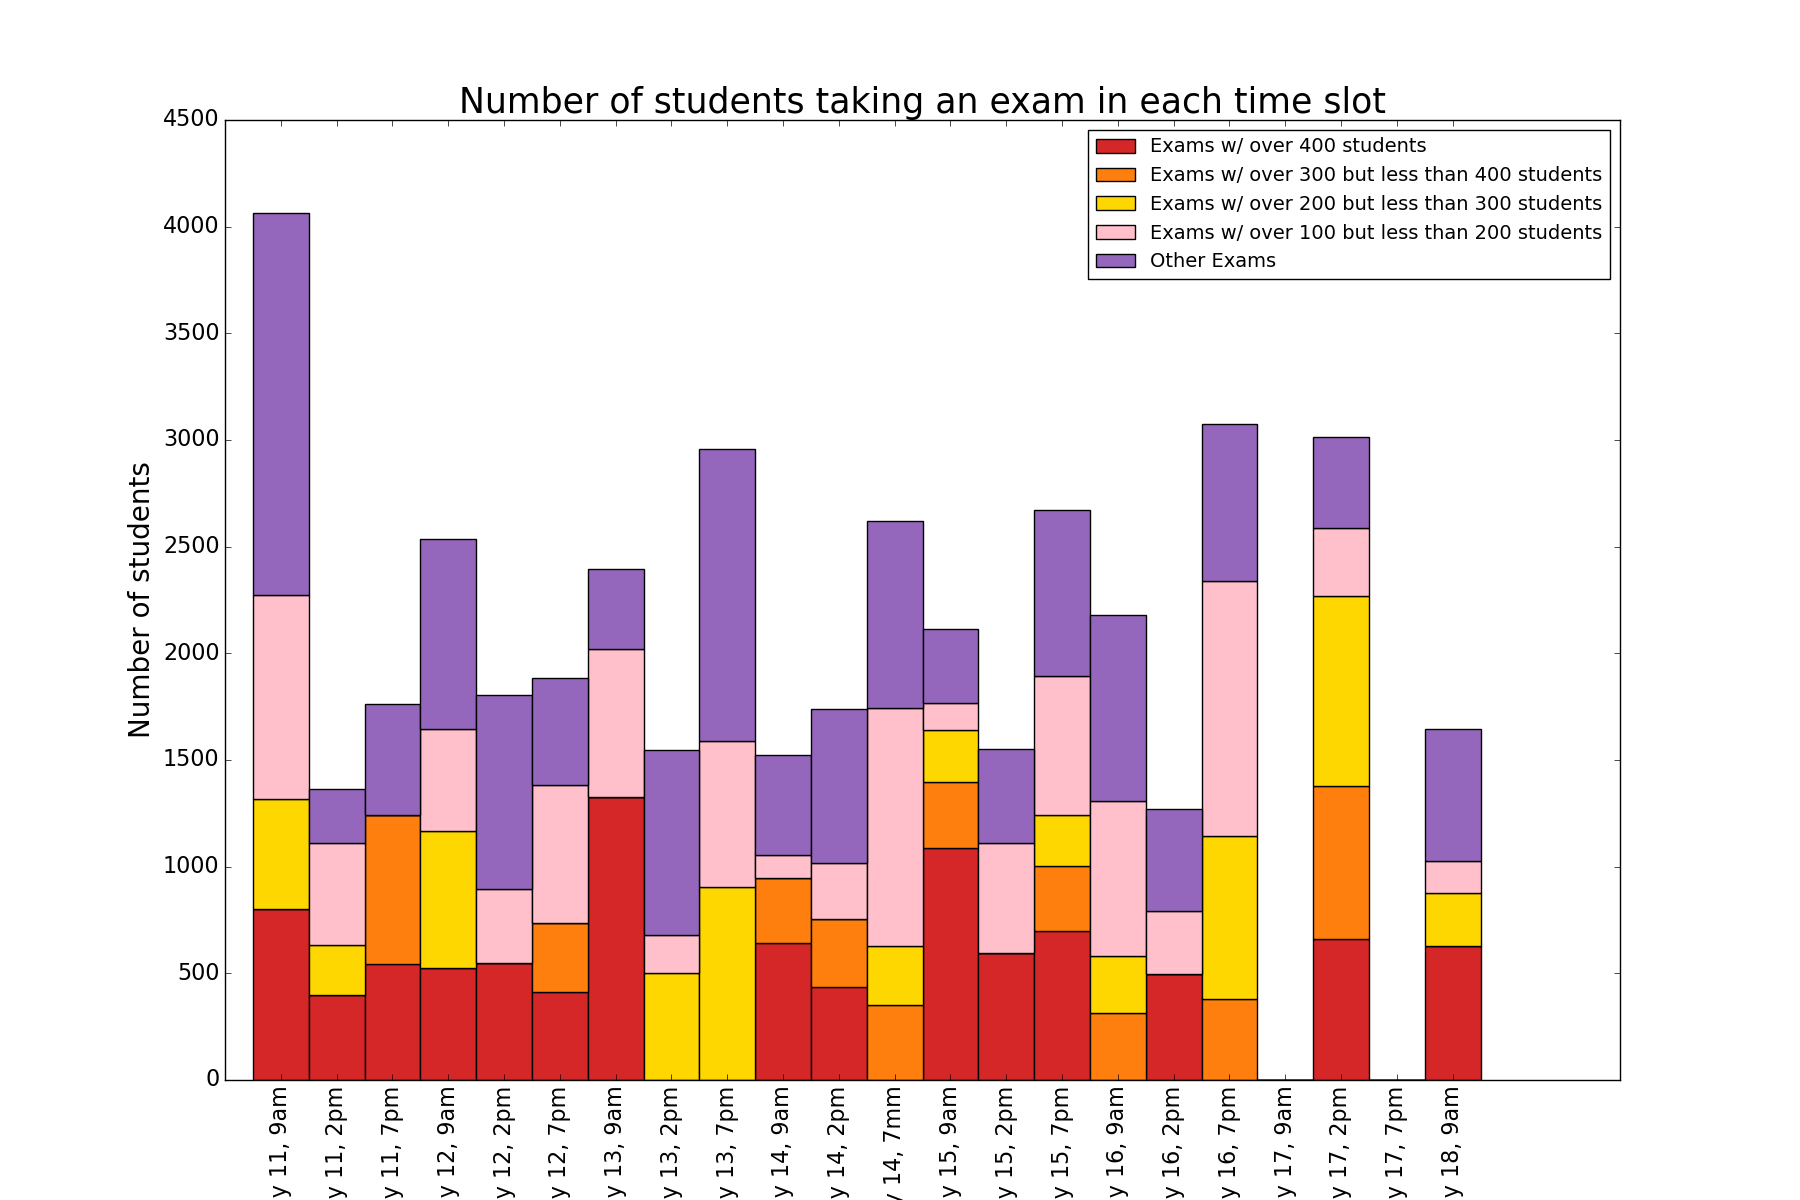 Number of students taking an exam in each time slot
4500
4000
3500
3000
2500
2000
1500
1000
500
0
Number of students
Exams w/ over 400 students
Exams w/ over 300 but less than 400 students
Exams w/ over 200 but less than 300 students
Exams w/ over 100 but less than 200 students
Other Exams
y 11, 9am
y 11, 2pm
y 11, 7pm
y 12, 9am
y 12, 2pm
y 12, 7pm
y 13, 9am
y 13, 2pm
y 13, 7pm
y 14, 9am
y 14, 2pm
y 14, 7mm
y 15, 9am
y 15, 2pm
y 15, 7pm
y 16, 9am
y 16, 2pm
y 16, 7pm
y 17, 9am
y 17, 2pm
y 17, 7pm
y 18, 9am